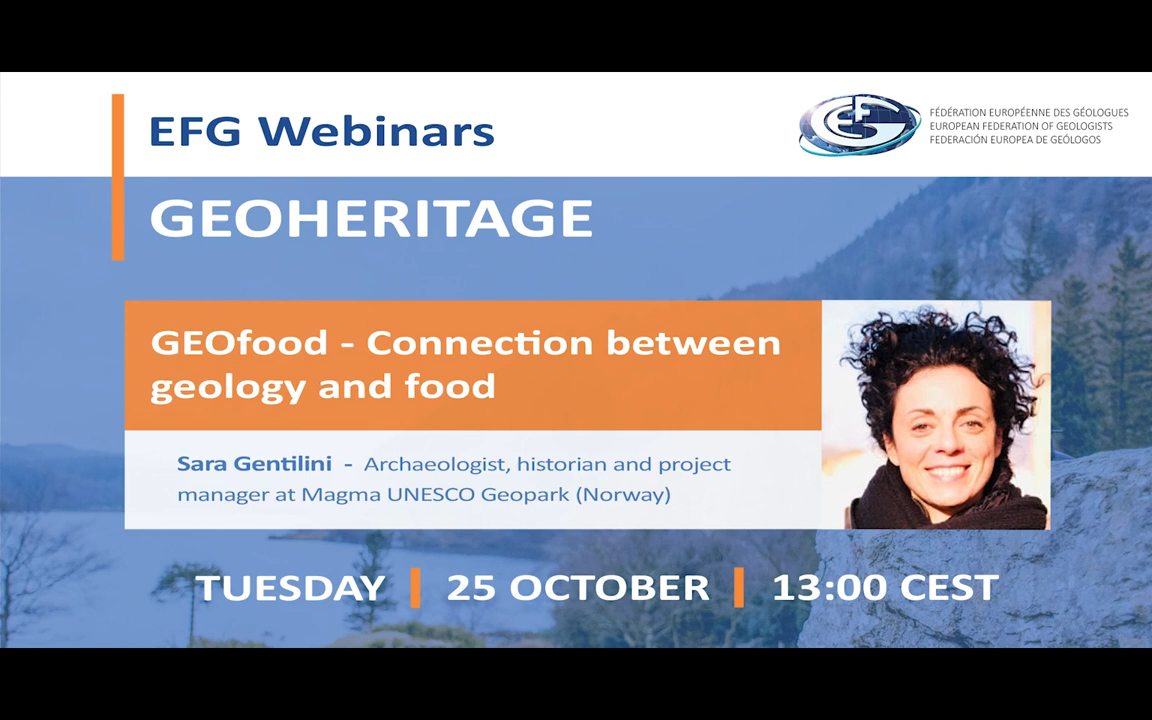 EFG Webinars
FÉDÉRATION EUROPÉENNE DES GÉOLOGUES
EUROPEAN FEDERATION OF GEOLOGISTS
FEDERACIÓN EUROPEA DE GEÓLOGOS
EFG
GEOHERITAGE
GEOfood - Connection between
geology and food
Sara Gentilini - Archaeologist, historian and project
manager at Magma UNESCO Geopark (Norway)
TUESDAY | 25 OCTOBER | 13:00 CEST